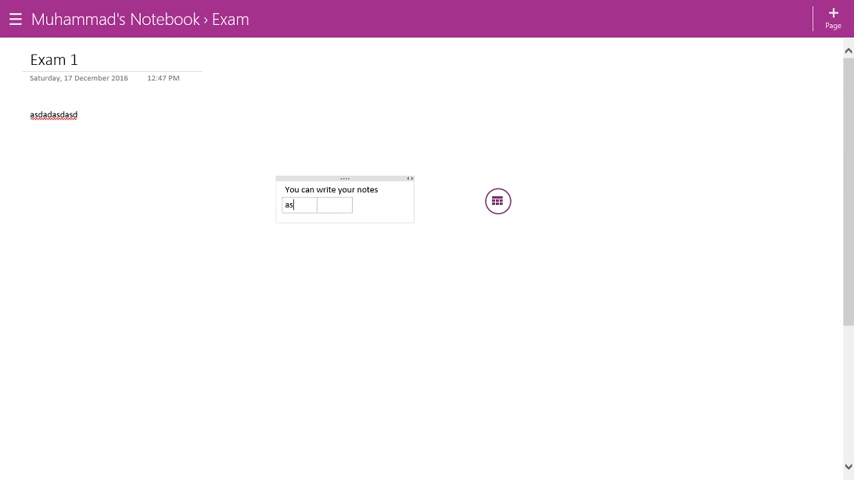 Muhammad's Notebook › Exam
Page
Exam 1
Saturday, 17 December 2016 12:47 PM
asdadasdasd
You can write your notes
as